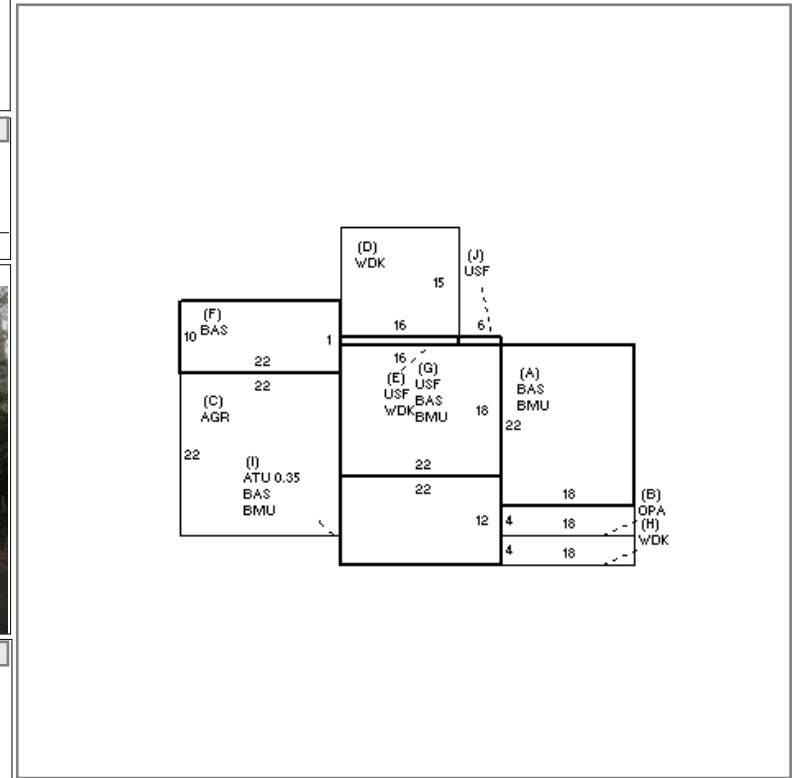 (D)
WDK
15
16
(J)
USF
6
(F)
BAS
10
1
22
22
(C)
AGR
22
(I)
ATU 0.35
BAS
BMU
16
(E)
USF
WDK
(G)
USF
BAS
BMU
18
22
22
12
(A)
BAS
BMU
22
18
(B)
OPA
4
18
(H)
WDK
4
18